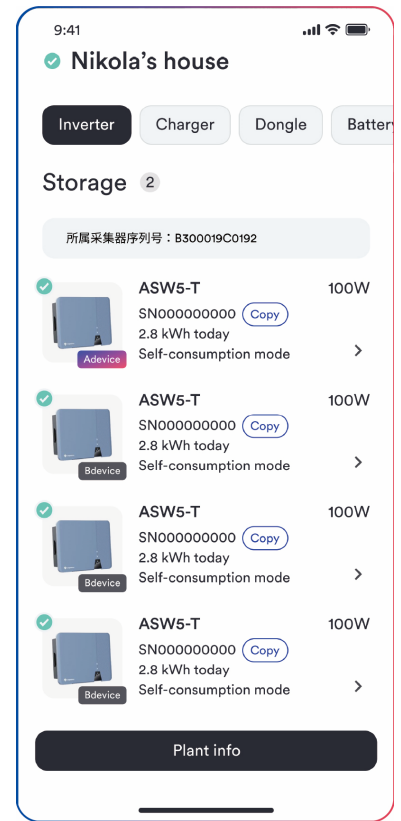 9:41
Nikola's house
Inverter Charger Dongle Battery
Storage 2
所属采集器序列号：B300019C0192
ASW5-T 100W
SN000000000 Copy
2.8 kWh today
Adevice Self-consumption mode
ASW5-T 100W
SN000000000 Copy
2.8 kWh today
Bdevice Self-consumption mode
ASW5-T 100W
SN000000000 Copy
2.8 kWh today
Bdevice Self-consumption mode
ASW5-T 100W
SN000000000 Copy
2.8 kWh today
Bdevice Self-consumption mode
Plant info